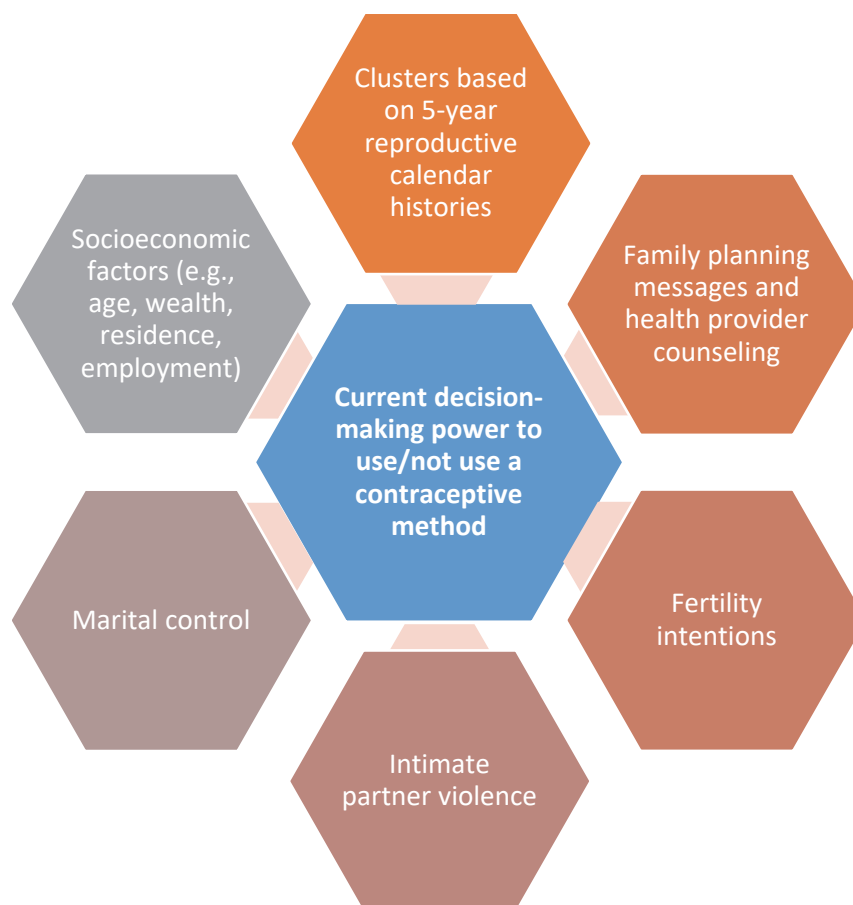 Clusters based
on 5-year
reproductive
calendar
histories
Socioeconomic
factors (e.g.,
age, wealth,
residence,
employment)
Family planning
messages and
health provider
counseling
Current decision-
making power to
use/not use a
contraceptive
method
Marital control
Fertility
intentions
Intimate
partner violence